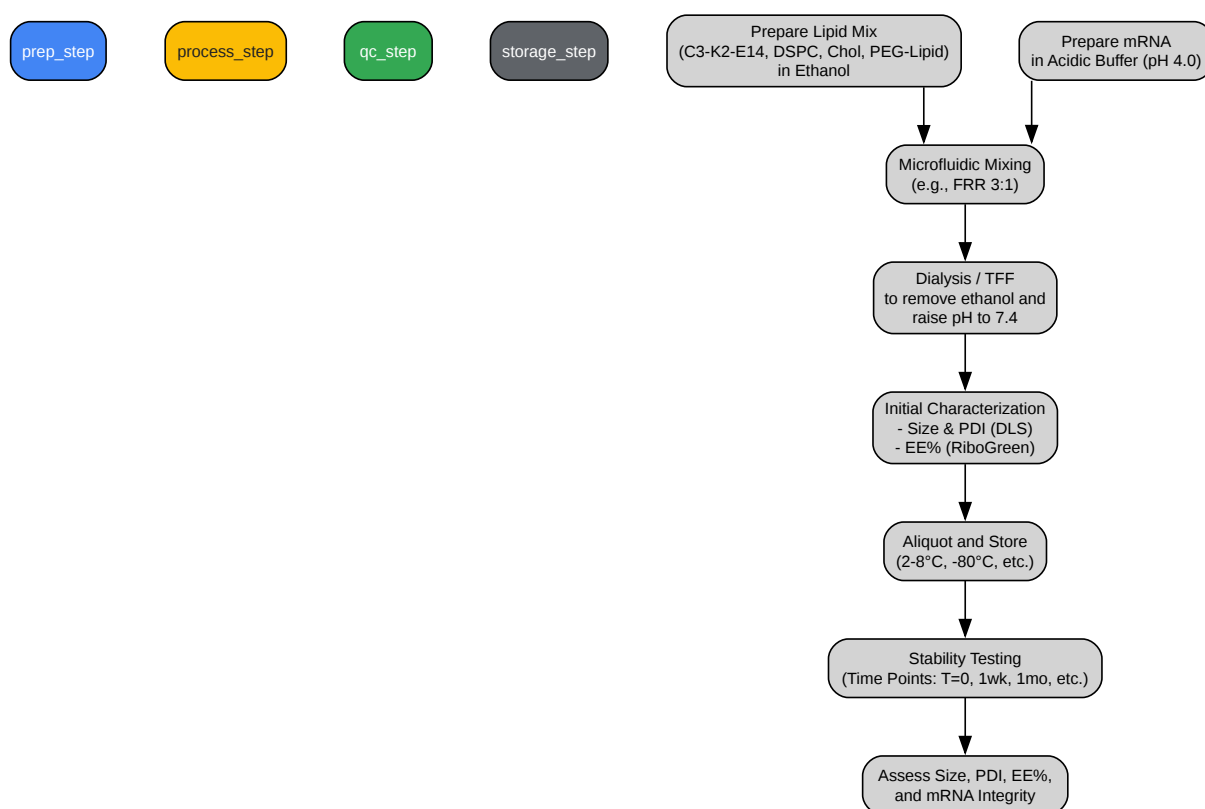 prep_step
process_step
qc_step
storage_step
Prepare Lipid Mix
(C3-K2-E14, DSPC, Chol, PEG-Lipid)
in Ethanol
Prepare mRNA
in Acidic Buffer (pH 4.0)
Microfluidic Mixing
(e.g., FRR 3:1)
Dialysis / TFF
to remove ethanol and
raise pH to 7.4
Initial Characterization
- Size & PDI (DLS)
- EE% (RiboGreen)
Aliquot and Store
(2-8°C, -80°C, etc.)
Stability Testing
(Time Points: T=0, 1wk, 1mo, etc.)
Assess Size, PDI, EE%,
and mRNA Integrity